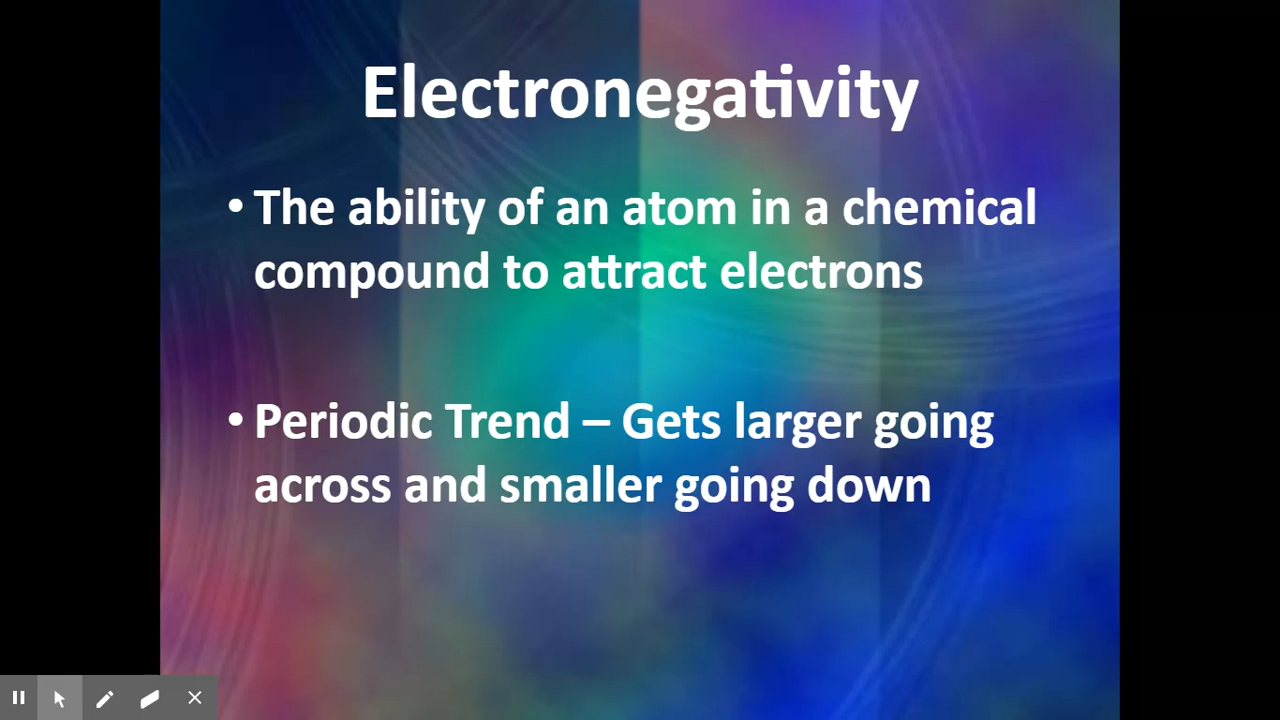 Electronegativity
• The ability of an atom in a chemical
compound to attract electrons
• Periodic Trend – Gets larger going
across and smaller going down